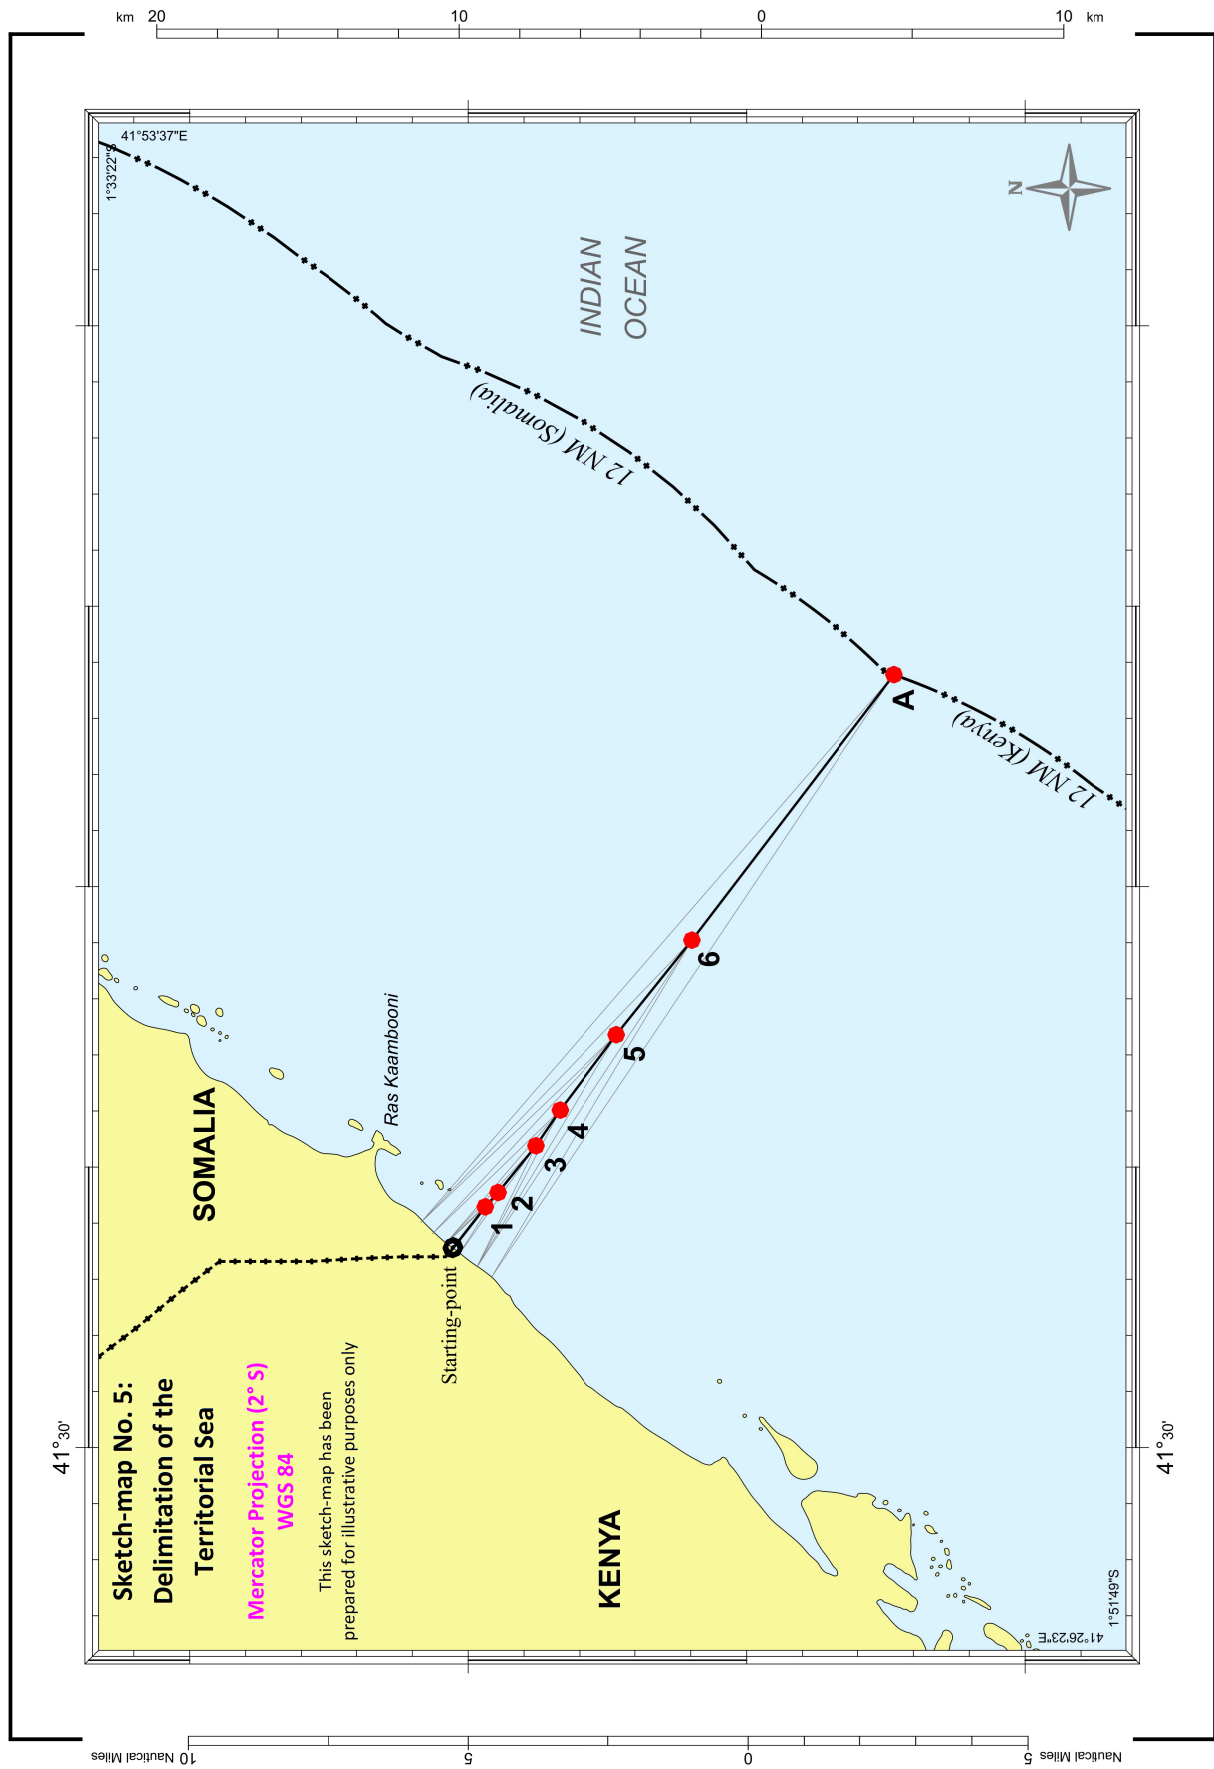 Sketch-map No. 5:
Delimitation of the
Territorial Sea
Mercator Projection (2° S)
WGS 84
This sketch-map has been
prepared for illustrative purposes only
SOMALIA
KENYA
Ras Kaambooni
Starting-point
1
2
3
4
5
6
A
12 NM (Somalia)
12 NM (Kenya)
INDIAN
OCEAN
N
41°53'37"E
1°33'22"S
41°26'23"E
1°51'49"S
41°30'
41°30'
km 20 10 0 10 km
Nautical Miles 10 5 0 5 Nautical Miles